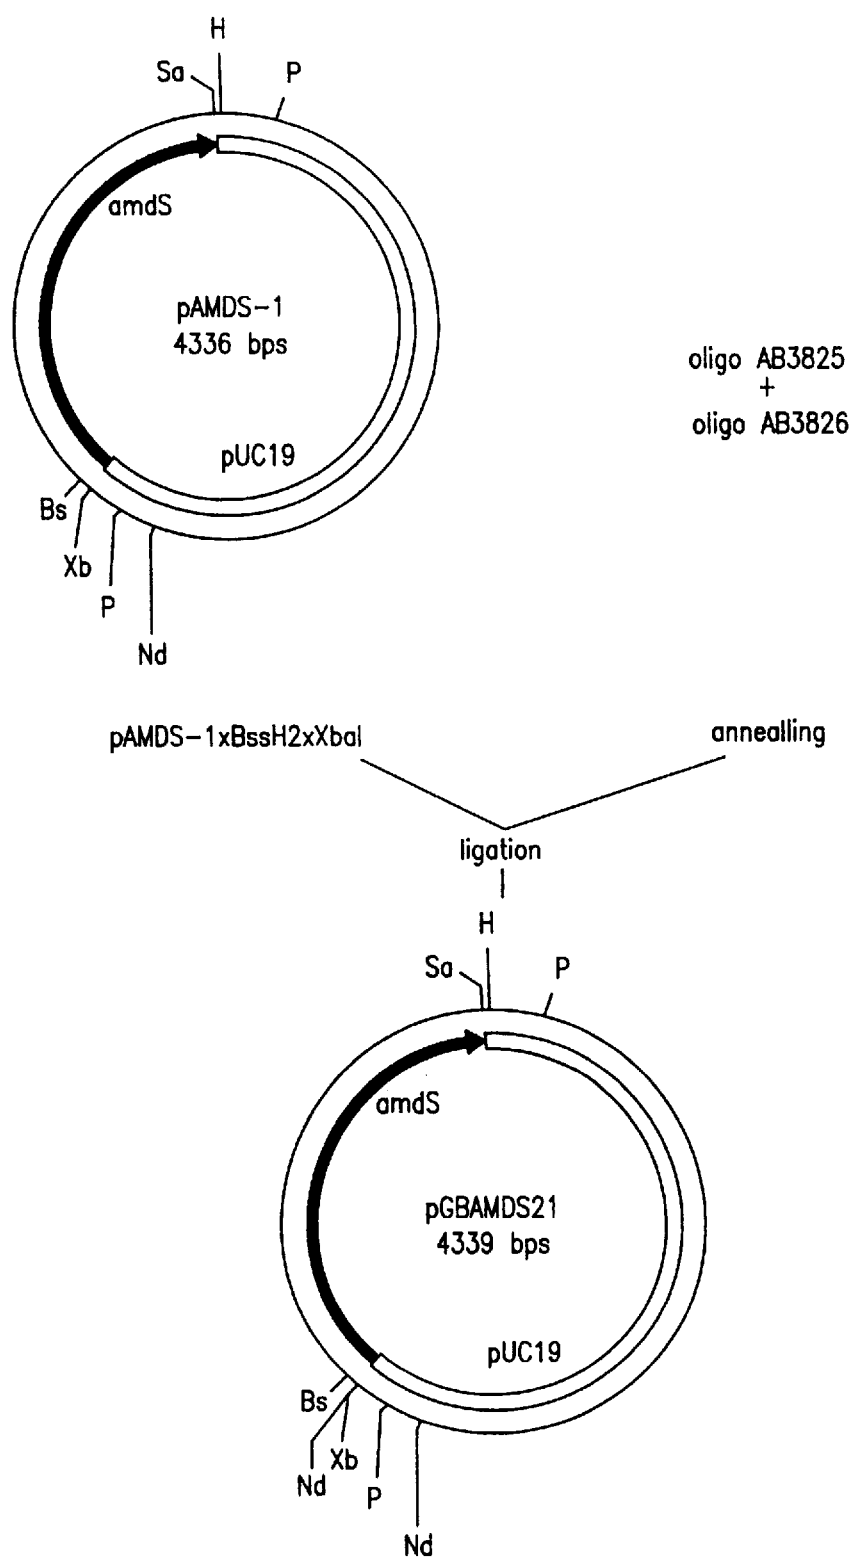 H
Sa
P
amdS
pAMDS-1
4336 bps
oligo AB3825
+
oligo AB3826
pUC19
Bs
Xb
P
Nd
pAMDS-1xBssH2xXbaI
annealling
ligation
H
Sa
P
amdS
pGBAMDS21
4339 bps
pUC19
Bs
Xb
Nd
P
Nd